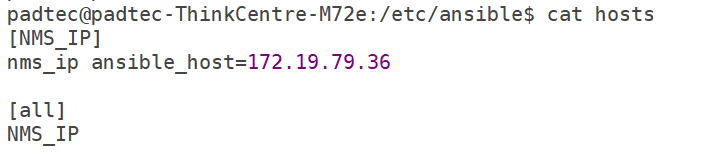 padtec@padtec-ThinkCentre-M72e:/etc/ansible$ cat hosts
[NMS_IP]
nms_ip ansible_host=172.19.79.36
[all]
NMS_IP